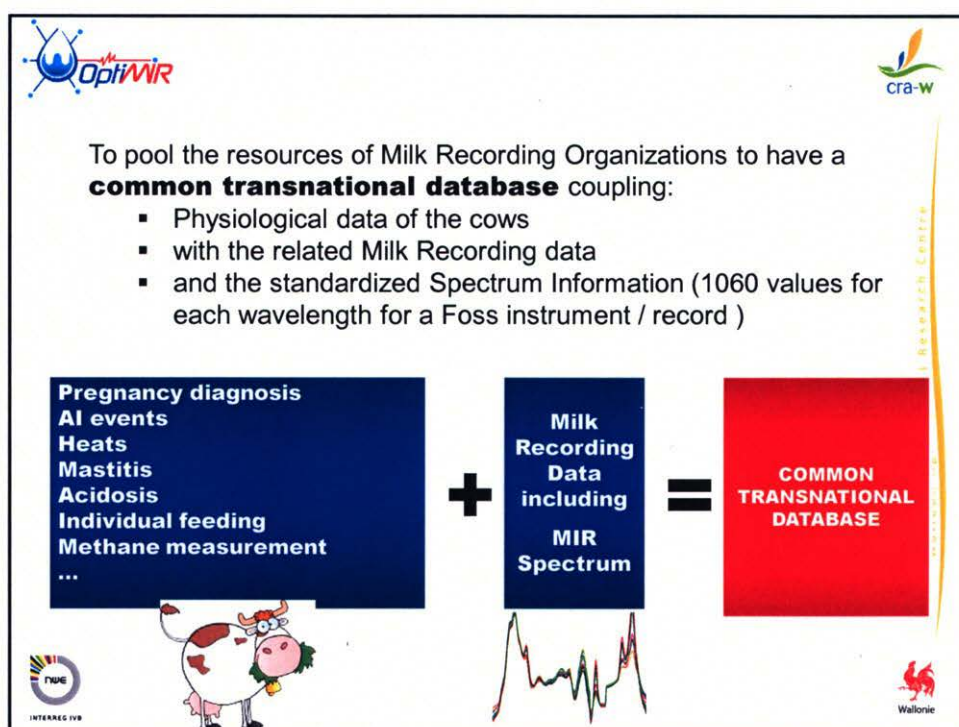 OptiMIR
cra-w
To pool the resources of Milk Recording Organizations to have a
common transnational database coupling:
▪ Physiological data of the cows
▪ with the related Milk Recording data
▪ and the standardized Spectrum Information (1060 values for
each wavelength for a Foss instrument / record )
Research Centre
Pregnancy diagnosis
AI events
Heats
Mastitis
Acidosis
Individual feeding
Methane measurement
...
+
Milk
Recording
Data
including
MIR
Spectrum
=
COMMON
TRANSNATIONAL
DATABASE
nwe
INTERREG IVB
Wallonie